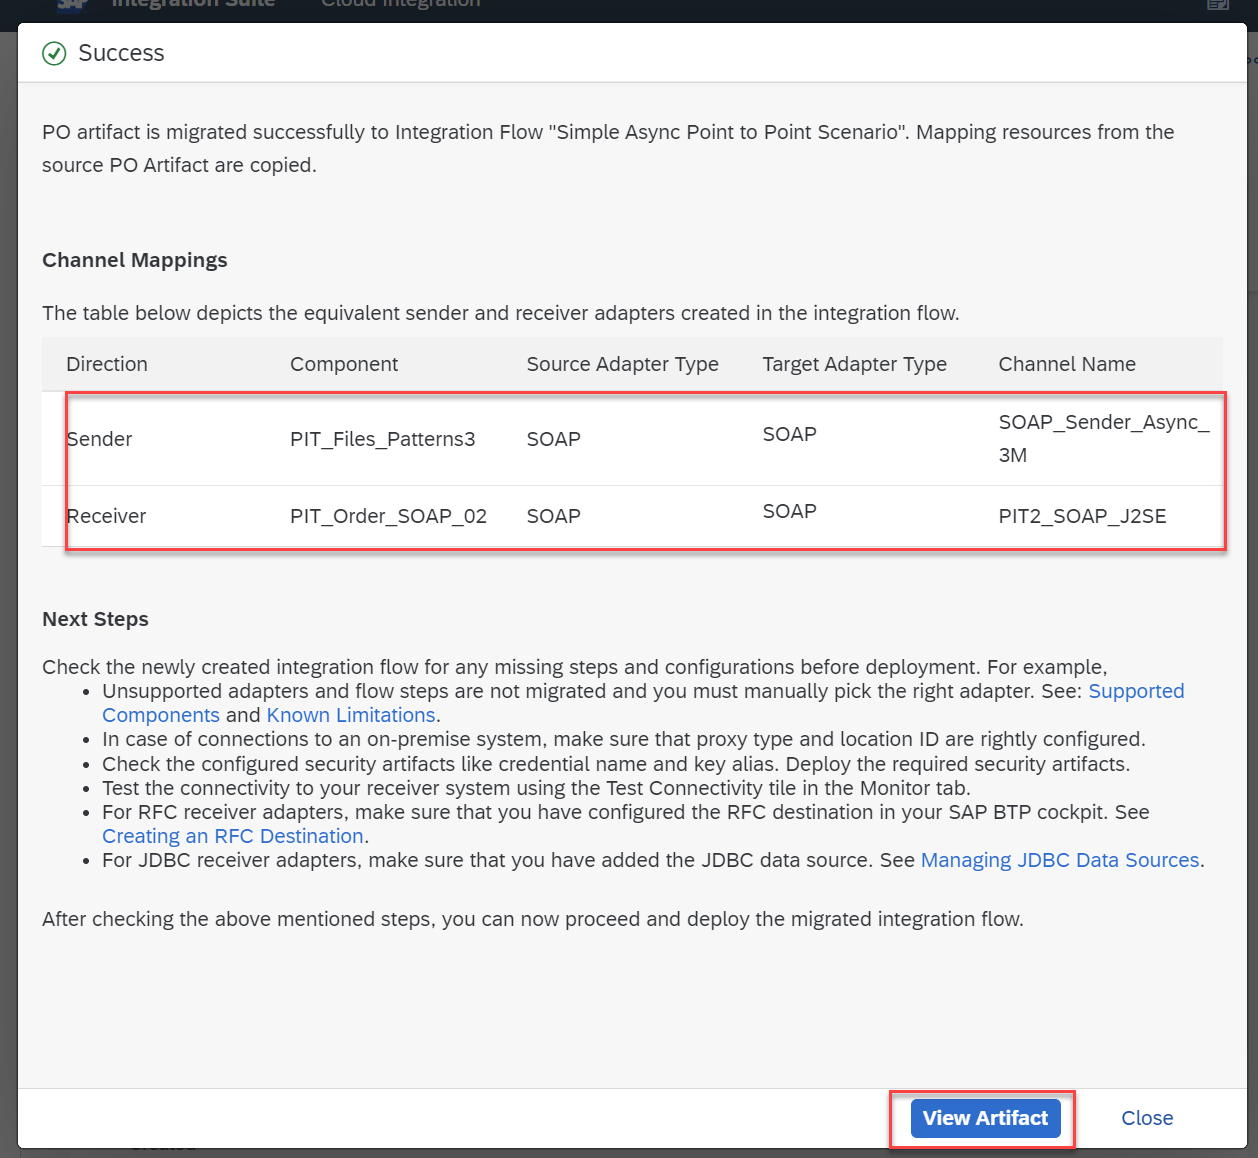 SAP Integration Suite Cloud Integration
Success
PO artifact is migrated successfully to Integration Flow "Simple Async Point to Point Scenario". Mapping resources from the
source PO Artifact are copied.
Channel Mappings
The table below depicts the equivalent sender and receiver adapters created in the integration flow.
Direction Component Source Adapter Type Target Adapter Type Channel Name
Sender PIT_Files_Patterns3 SOAP SOAP SOAP_Sender_Async_
3M
Receiver PIT_Order_SOAP_02 SOAP SOAP PIT2_SOAP_J2SE
Next Steps
Check the newly created integration flow for any missing steps and configurations before deployment. For example,
• Unsupported adapters and flow steps are not migrated and you must manually pick the right adapter. See: Supported
Components and Known Limitations.
• In case of connections to an on-premise system, make sure that proxy type and location ID are rightly configured.
• Check the configured security artifacts like credential name and key alias. Deploy the required security artifacts.
• Test the connectivity to your receiver system using the Test Connectivity tile in the Monitor tab.
• For RFC receiver adapters, make sure that you have configured the RFC destination in your SAP BTP cockpit. See
Creating an RFC Destination.
• For JDBC receiver adapters, make sure that you have added the JDBC data source. See Managing JDBC Data Sources.
After checking the above mentioned steps, you can now proceed and deploy the migrated integration flow.
View Artifact Close